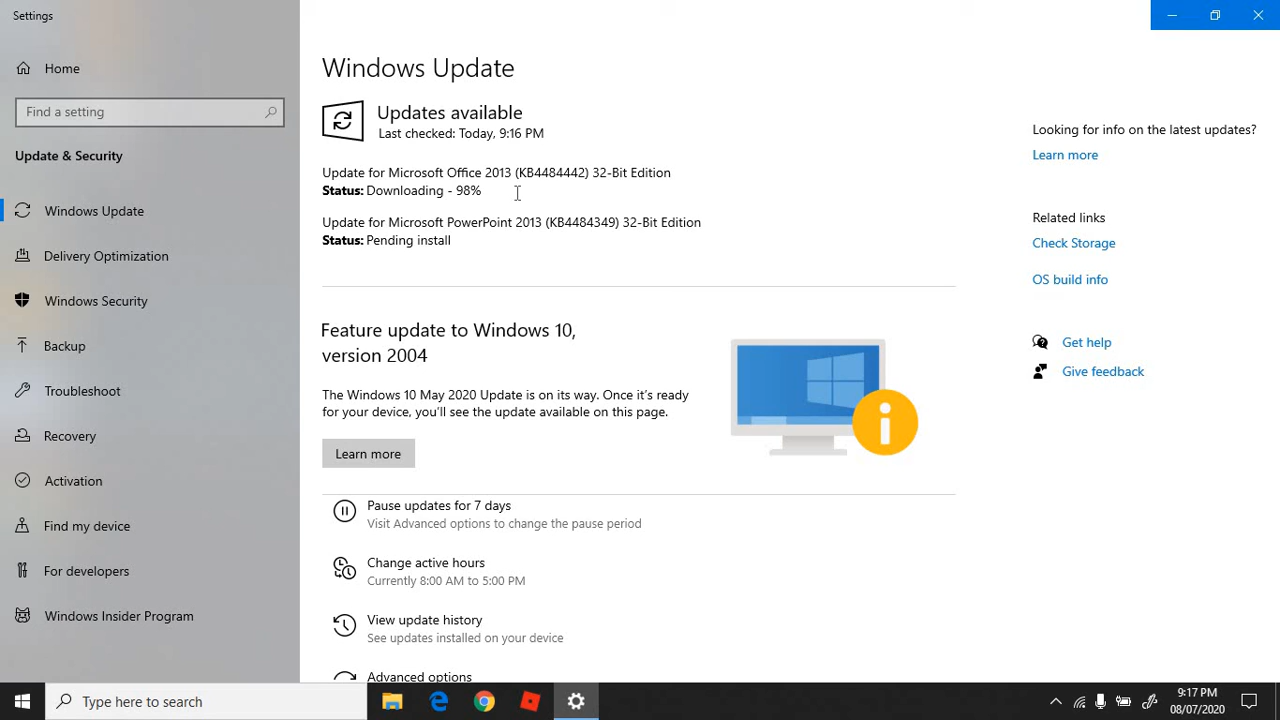 Settings
Home
Find a setting
Update & Security
Windows Update
Delivery Optimization
Windows Security
Backup
Troubleshoot
Recovery
Activation
Find my device
For developers
Windows Insider Program
Windows Update
Updates available
Last checked: Today, 9:16 PM
Update for Microsoft Office 2013 (KB4484442) 32-Bit Edition
Status: Downloading - 98%
Update for Microsoft PowerPoint 2013 (KB4484349) 32-Bit Edition
Status: Pending install
Feature update to Windows 10,
version 2004
The Windows 10 May 2020 Update is on its way. Once it's ready
for your device, you'll see the update available on this page.
Learn more
Pause updates for 7 days
Visit Advanced options to change the pause period
Change active hours
Currently 8:00 AM to 5:00 PM
View update history
See updates installed on your device
Advanced options
Looking for info on the latest updates?
Learn more
Related links
Check Storage
OS build info
Get help
Give feedback
Type here to search
9:17 PM
08/07/2020